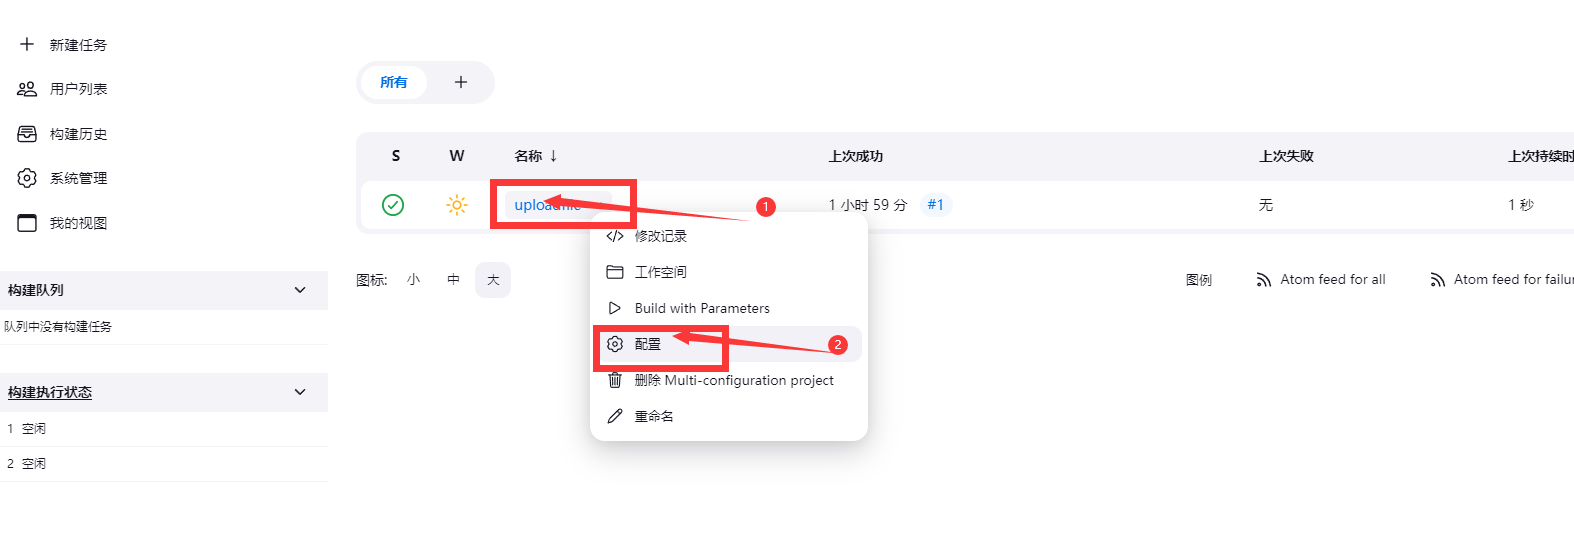 新建任务
用户列表
构建历史
系统管理
我的视图
构建队列
队列中没有构建任务
构建执行状态
1 空闲
2 空闲
所有
S W 名称 ↓ 上次成功 上次失败 上次持续时
1 小时 59 分 #1 无 1 秒
1
修改记录
工作空间
Build with Parameters
配置
2
删除 Multi-configuration project
重命名
图标: 小 中 大
图例 Atom feed for all Atom feed for failur